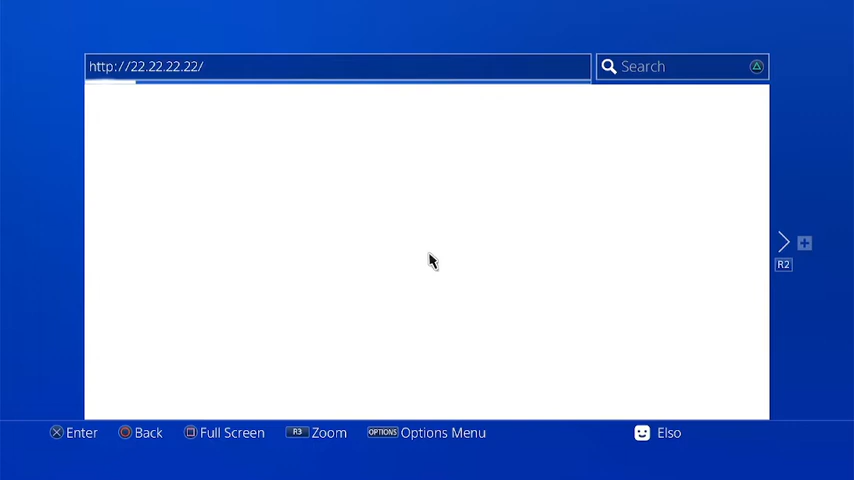 http://22.22.22.22/
Search
R2
Enter
Back
Full Screen
R3 Zoom
OPTIONS Options Menu
Elso